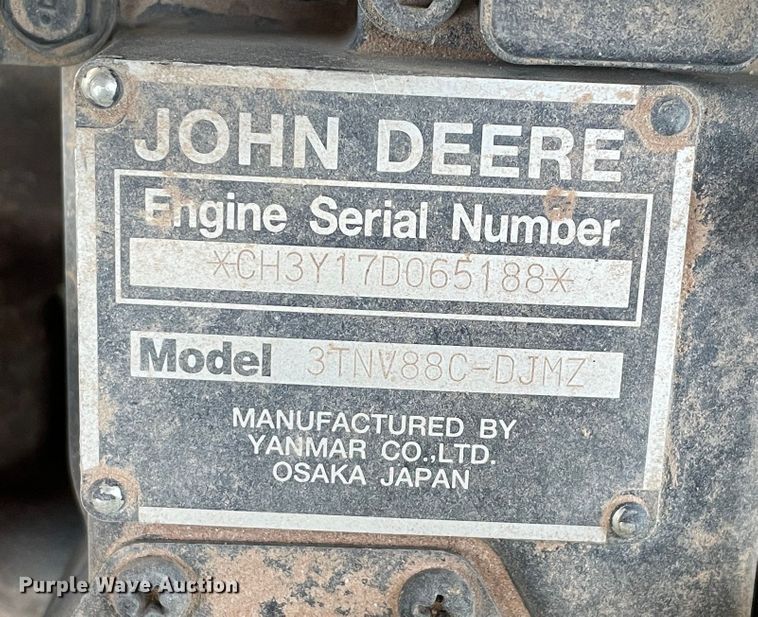 JOHN DEERE
Engine Serial Number
*CH3Y17D065188*
Model 3TNV88C-DJMZ
MANUFACTURED BY
YANMAR CO.,LTD.
OSAKA JAPAN
Purple Wave Auction